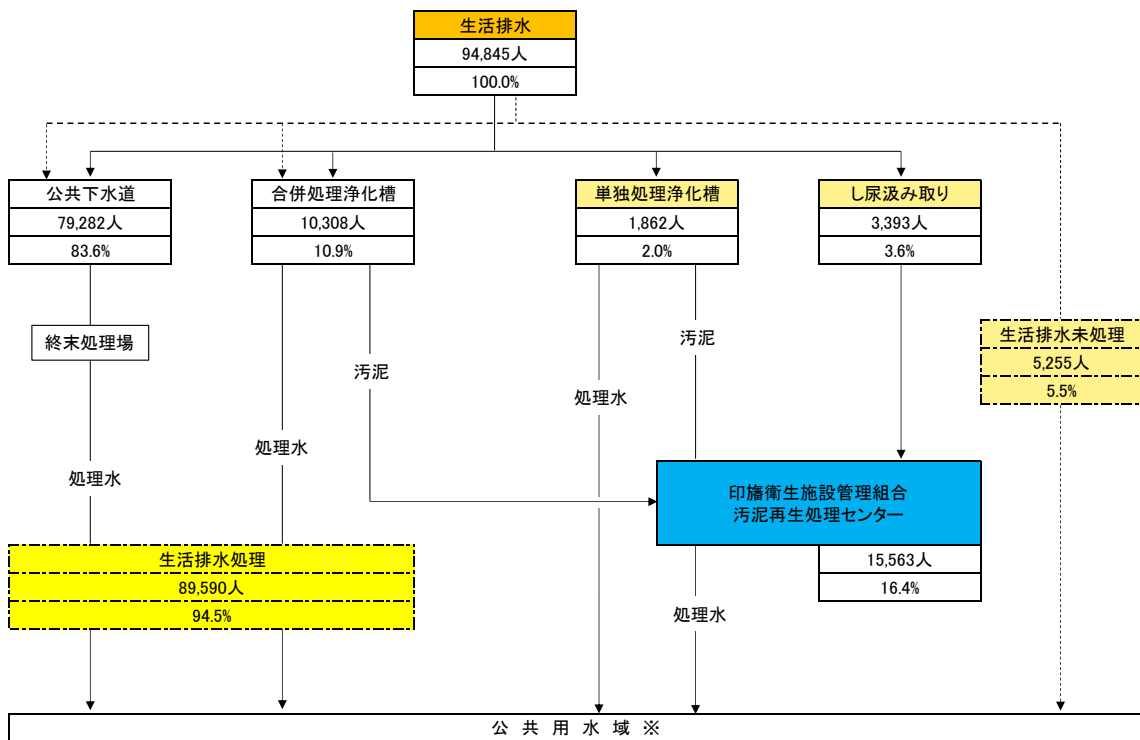 生活排水
94,845人
100.0%
公共下水道
79,282人
83.6%
合併処理浄化槽
10,308人
10.9%
単独処理浄化槽
1,862人
2.0%
し尿汲み取り
3,393人
3.6%
終末処理場
汚泥
汚泥
生活排水未処理
5,255人
5.5%
処理水
処理水
処理水
印旛衛生施設管理組合
汚泥再生処理センター
15,563人
16.4%
生活排水処理
89,590人
94.5%
処理水
公共用水域※